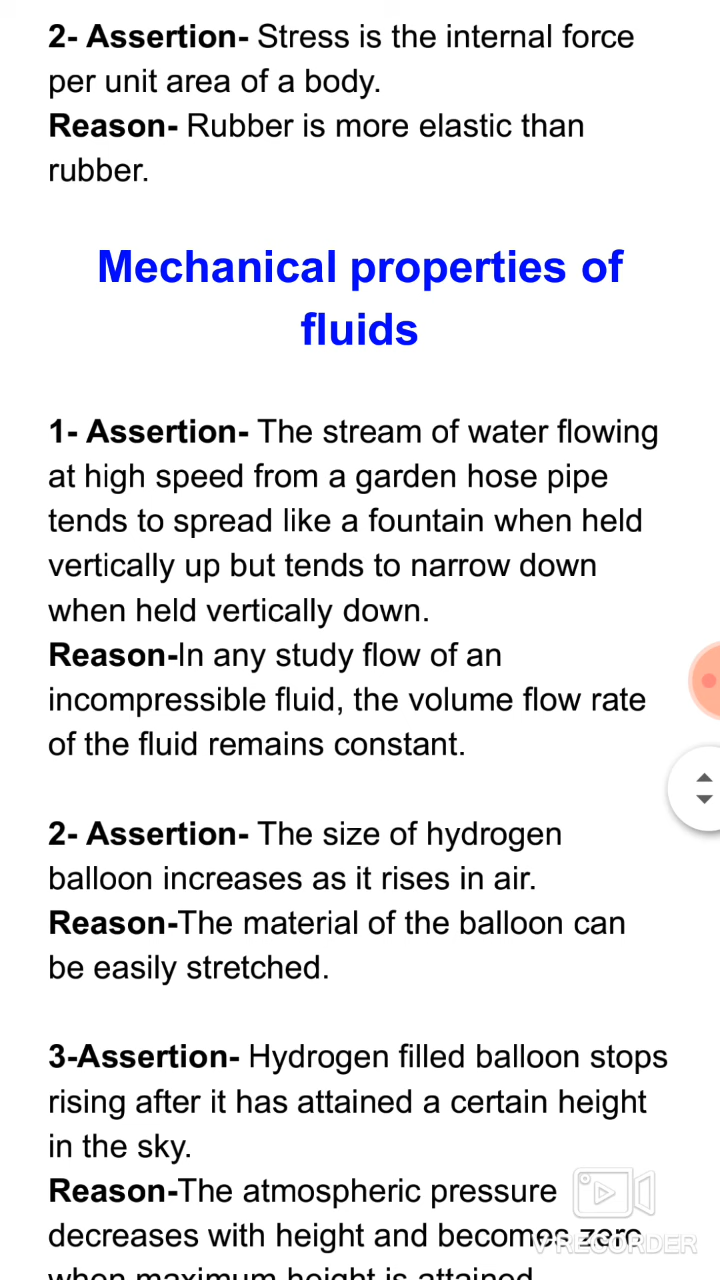 2- Assertion- Stress is the internal force
per unit area of a body.
Reason- Rubber is more elastic than
rubber.
Mechanical properties of
fluids
1- Assertion- The stream of water flowing
at high speed from a garden hose pipe
tends to spread like a fountain when held
vertically up but tends to narrow down
when held vertically down.
Reason-In any study flow of an
incompressible fluid, the volume flow rate
of the fluid remains constant.
2- Assertion- The size of hydrogen
balloon increases as it rises in air.
Reason-The material of the balloon can
be easily stretched.
3-Assertion- Hydrogen filled balloon stops
rising after it has attained a certain height
in the sky.
Reason-The atmospheric pressure
decreases with height and becomes zero
when maximum height is attained
V-RECORDER